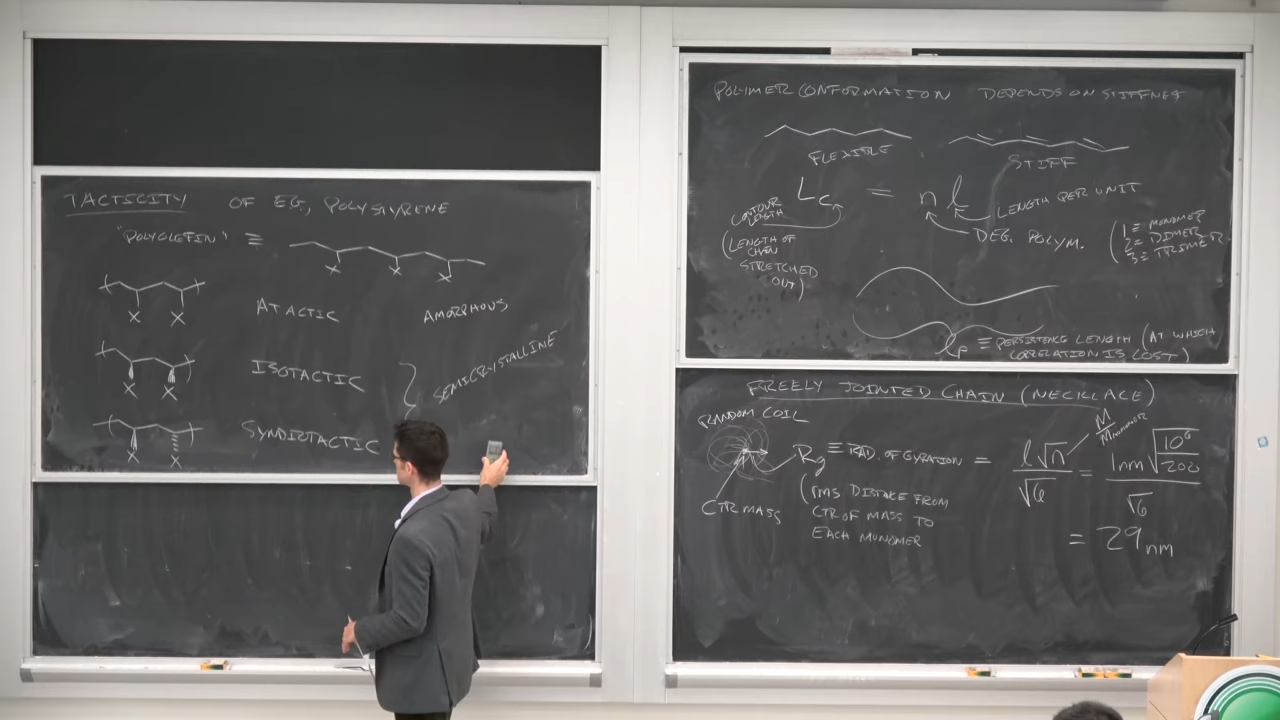 TACTICITY OF EG., POLYSTYRENE
"POLYOLEFIN" ≡
X X X
X X
ATACTIC AMORPHOUS
X X
ISOTACTIC } SEMICRYSTALLINE
X X
SYNDIOTACTIC
POLYMER CONFORMATION DEPENDS ON STIFFNESS
FLEXIBLE STIFF
Lc = nl
CONTOUR LENGTH
(LENGTH OF CHAIN STRETCHED OUT)
LENGTH PER UNIT
DEG. POLYM.
(1 ≡ MONOMER
2 ≡ DIMER
3 ≡ TRIMER
lp ≡ PERSISTENCE LENGTH (AT WHICH
CORRELATION IS LOST)
FREELY JOINTED CHAIN (NECKLACE)
RANDOM COIL
CTR MASS
Rg ≡ RAD. OF GYRATION = l√n / √6 = 1nm √(10⁶/200) / √6
M/Mmonomer
(rms DISTANCE FROM
CTR OF MASS TO
EACH MONOMER
= 29 nm